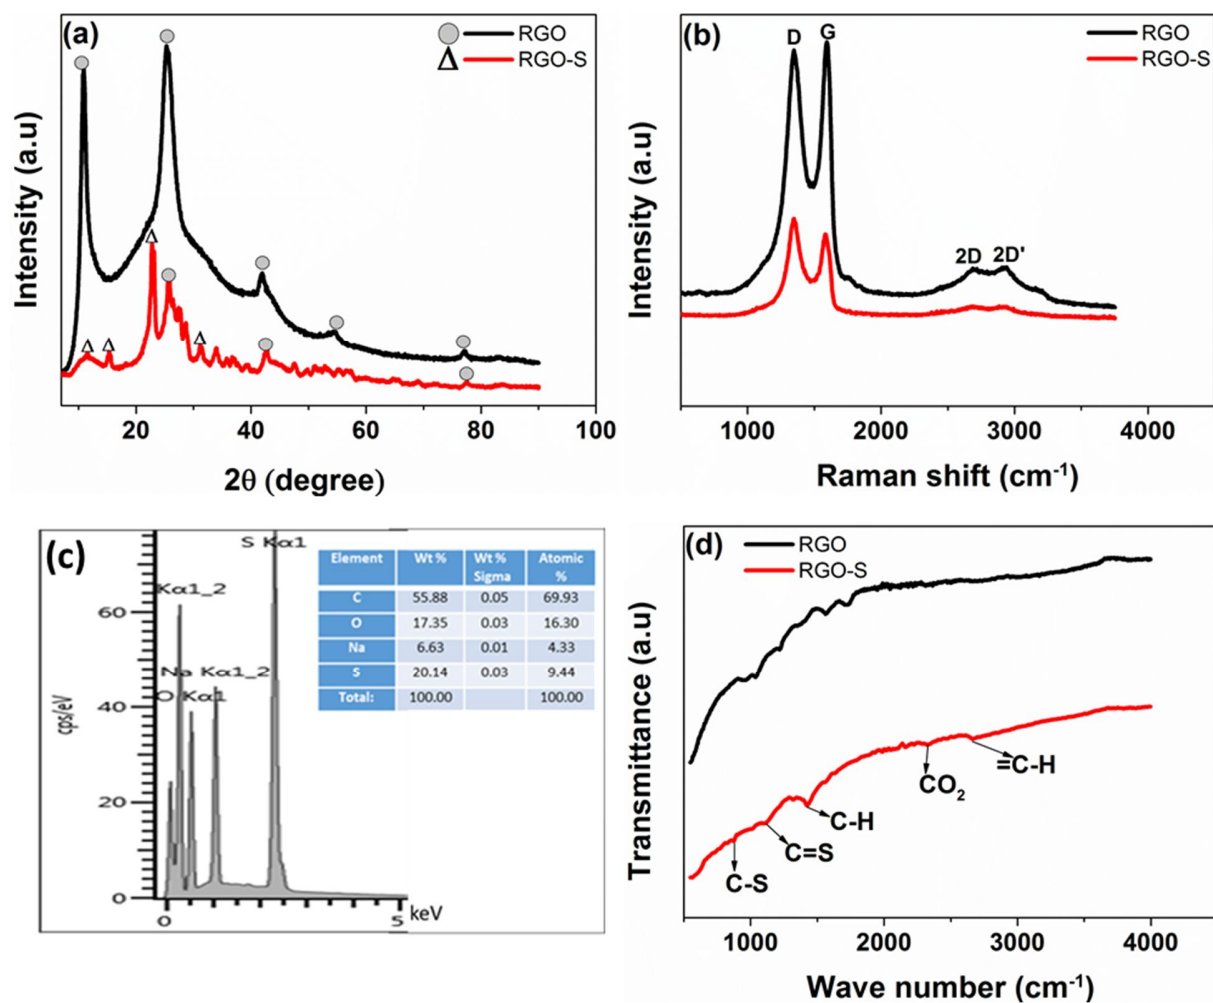 (a)
RGO
Δ RGO-S
Δ
Δ
Δ
Δ
Intensity (a.u)
20 40 60 80 100
2θ (degree)
(b)
D G
RGO
RGO-S
2D 2D'
Intensity (a.u)
1000 2000 3000 4000
Raman shift (cm-1)
(c)
S Kα1
Kα1_2
Na Kα1_2
O Kα1
cps/eV
60
40
20
0
0 5 keV
Element Wt % Wt % Sigma Atomic %
C 55.88 0.05 69.93
O 17.35 0.03 16.30
Na 6.63 0.01 4.33
S 20.14 0.03 9.44
Total: 100.00 100.00
(d)
RGO
RGO-S
Transmittance (a.u)
C-S
C=S
C-H
CO2
≡C-H
1000 2000 3000 4000
Wave number (cm-1)